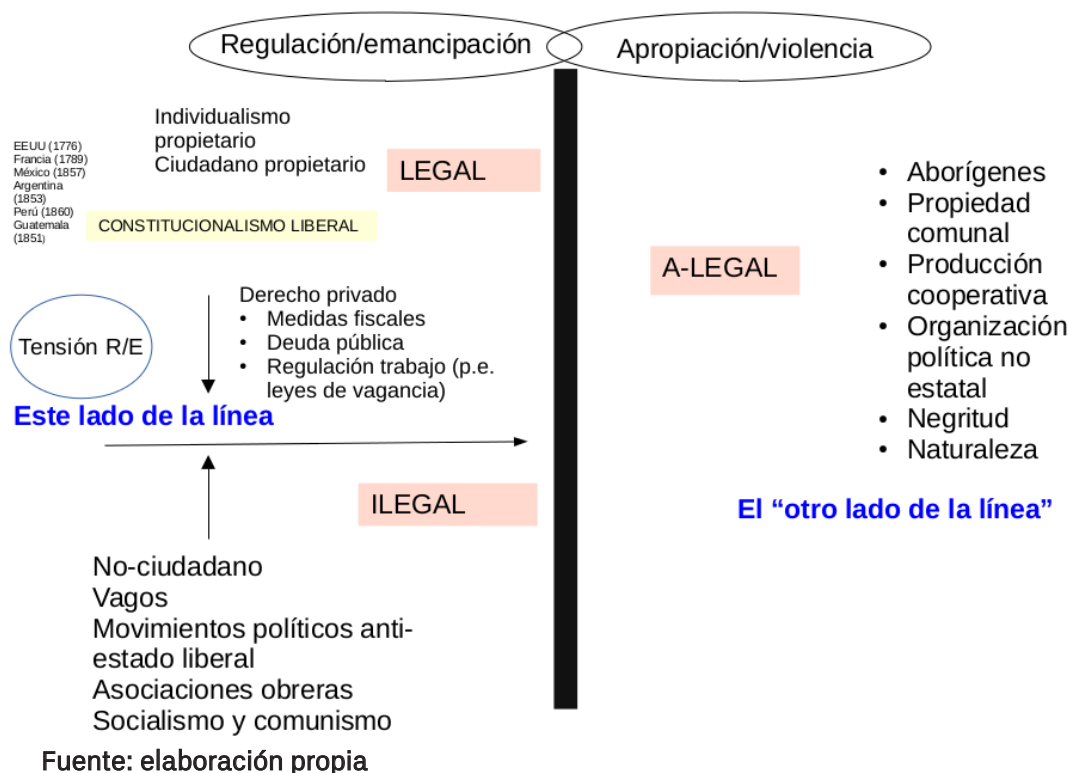 Regulación/emancipación
Apropiación/violencia
Individualismo
propietario
Ciudadano propietario
EEUU (1776)
Francia (1789)
México (1857)
Argentina
(1853)
Perú (1860)
Guatemala
(1851)
LEGAL
CONSTITUCIONALISMO LIBERAL
Derecho privado
• Medidas fiscales
• Deuda pública
• Regulación trabajo (p.e.
leyes de vagancia)
Tensión R/E
Este lado de la línea
ILEGAL
No-ciudadano
Vagos
Movimientos políticos anti-
estado liberal
Asociaciones obreras
Socialismo y comunismo
A-LEGAL
• Aborígenes
• Propiedad
comunal
• Producción
cooperativa
• Organización
política no
estatal
• Negritud
• Naturaleza
El “otro lado de la línea”
Fuente: elaboración propia